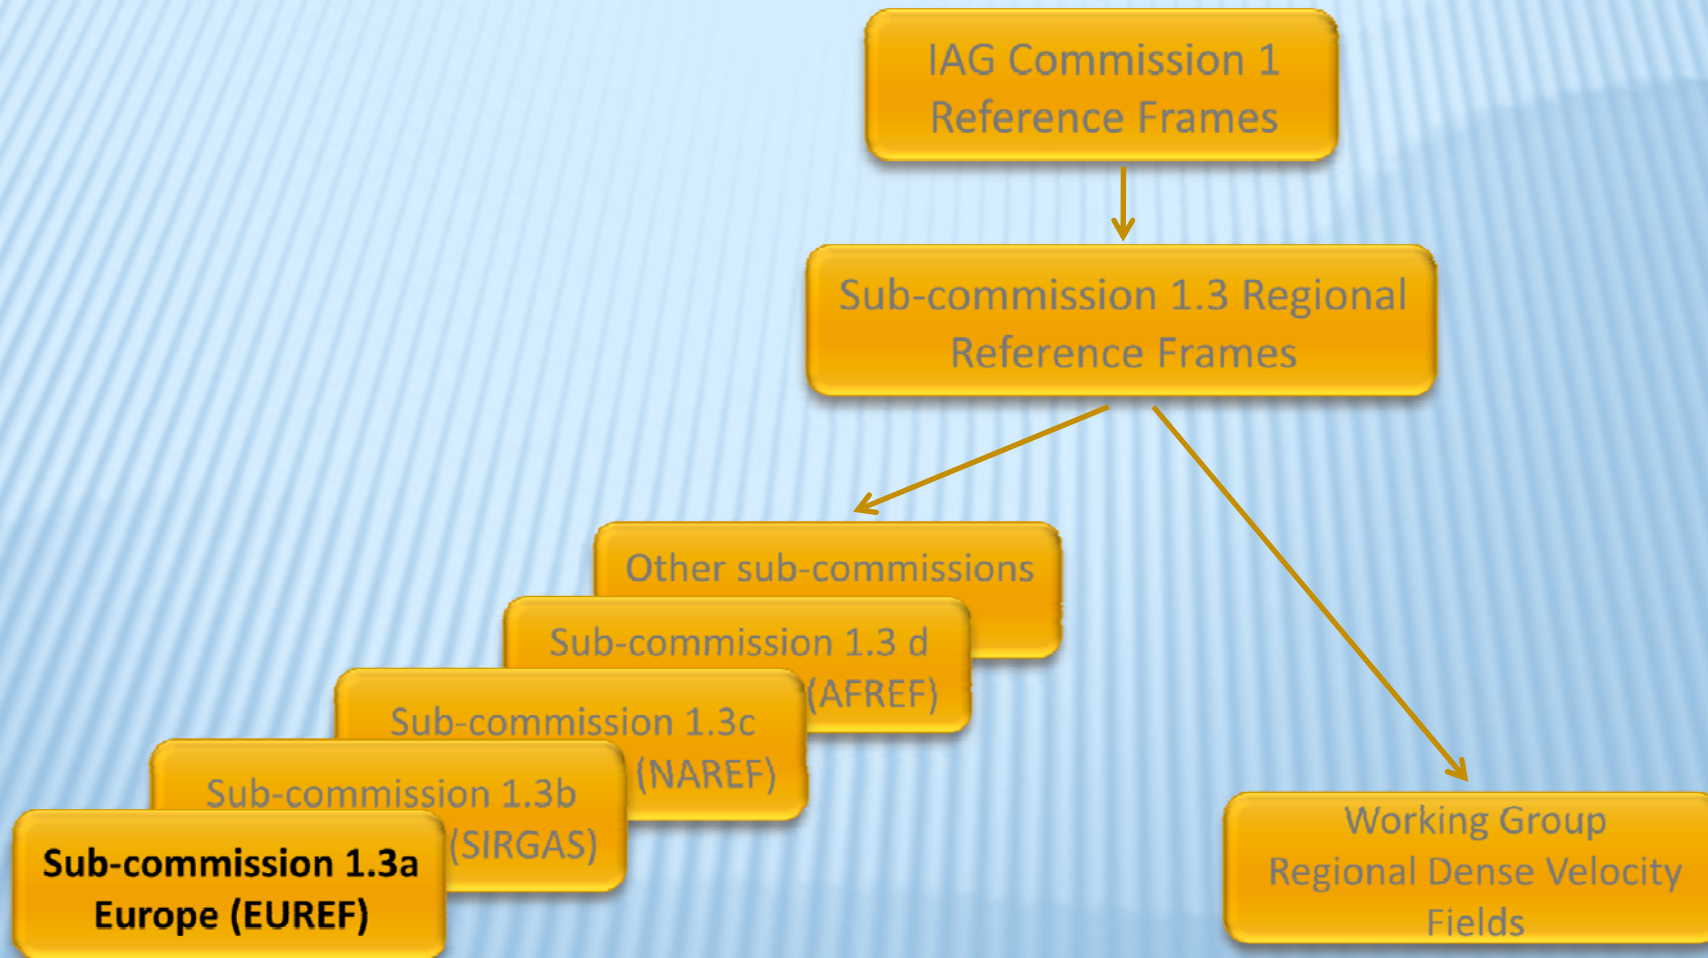 IAG Commission 1
Reference Frames
Sub-commission 1.3 Regional
Reference Frames
Other sub-commissions
Sub-commission 1.3 d
(AFREF)
Sub-commission 1.3c
(NAREF)
Sub-commission 1.3b
(SIRGAS)
Sub-commission 1.3a
Europe (EUREF)
Working Group
Regional Dense Velocity
Fields